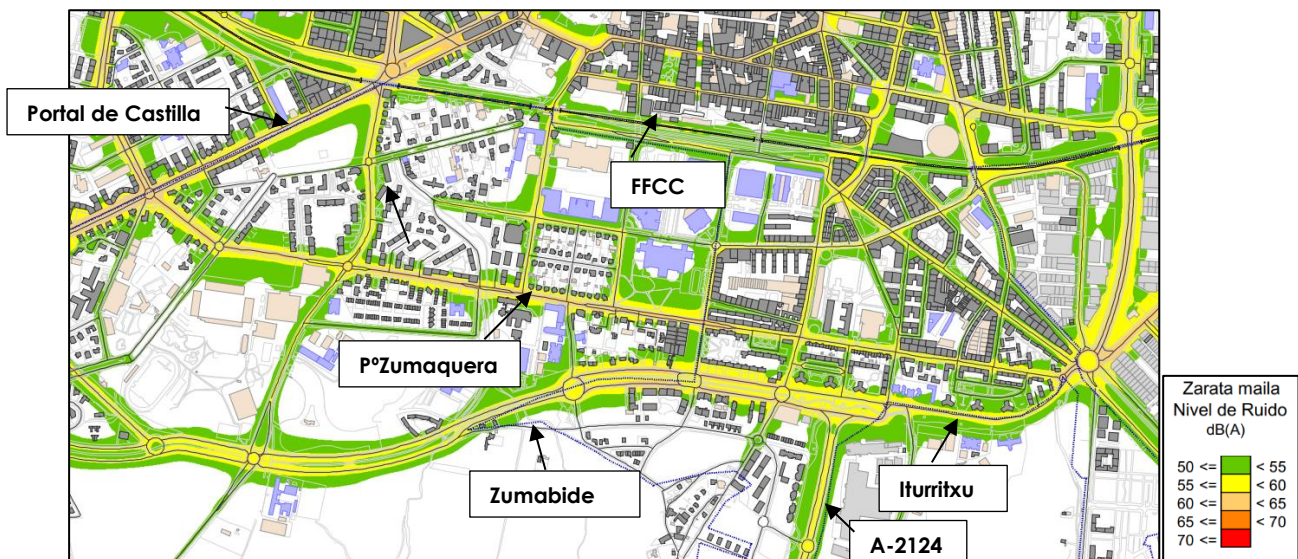 Portal de Castilla
FFCC
PºZumaquera
Zumabide
Iturritxu
A-2124
Zarata maila
Nivel de Ruido
dB(A)
50 <= < 55
55 <= < 60
60 <= < 65
65 <= < 70
70 <=